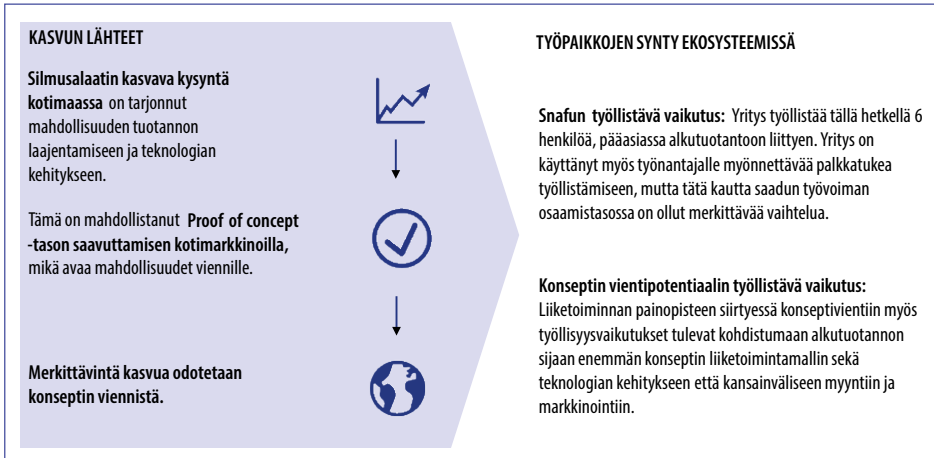 KASVUN LÄHTEET
Silmusalaatin kasvava kysyntä
kotimaassa on tarjonnut
mahdollisuuden tuotannon
laajentamiseen ja teknologian
kehitykseen.
Tämä on mahdollistanut Proof of concept
-tason saavuttamisen kotimarkkinoilla,
mikä avaa mahdollisuudet viennille.
Merkittävintä kasvua odotetaan
konseptin viennistä.
TYÖPAIKKOJEN SYNTY EKOSYSTEEMISSÄ
Snafun työllistävä vaikutus: Yritys työllistää tällä hetkellä 6
henkilöä, pääasiassa alkutuotantoon liittyen. Yritys on
käyttänyt myös työnantajalle myönnettävää palkkatukea
työllistämiseen, mutta tätä kautta saadun työvoiman
osaamistasossa on ollut merkittävää vaihtelua.
Konseptin vientipotentiaalin työllistävä vaikutus:
Liiketoiminnan painopisteen siirtyessä konseptivientiin myös
työllisyysvaikutukset tulevat kohdistumaan alkutuotannon
sijaan enemmän konseptin liiketoimintamallin sekä
teknologian kehitykseen että kansainväliseen myyntiin ja
markkinointiin.